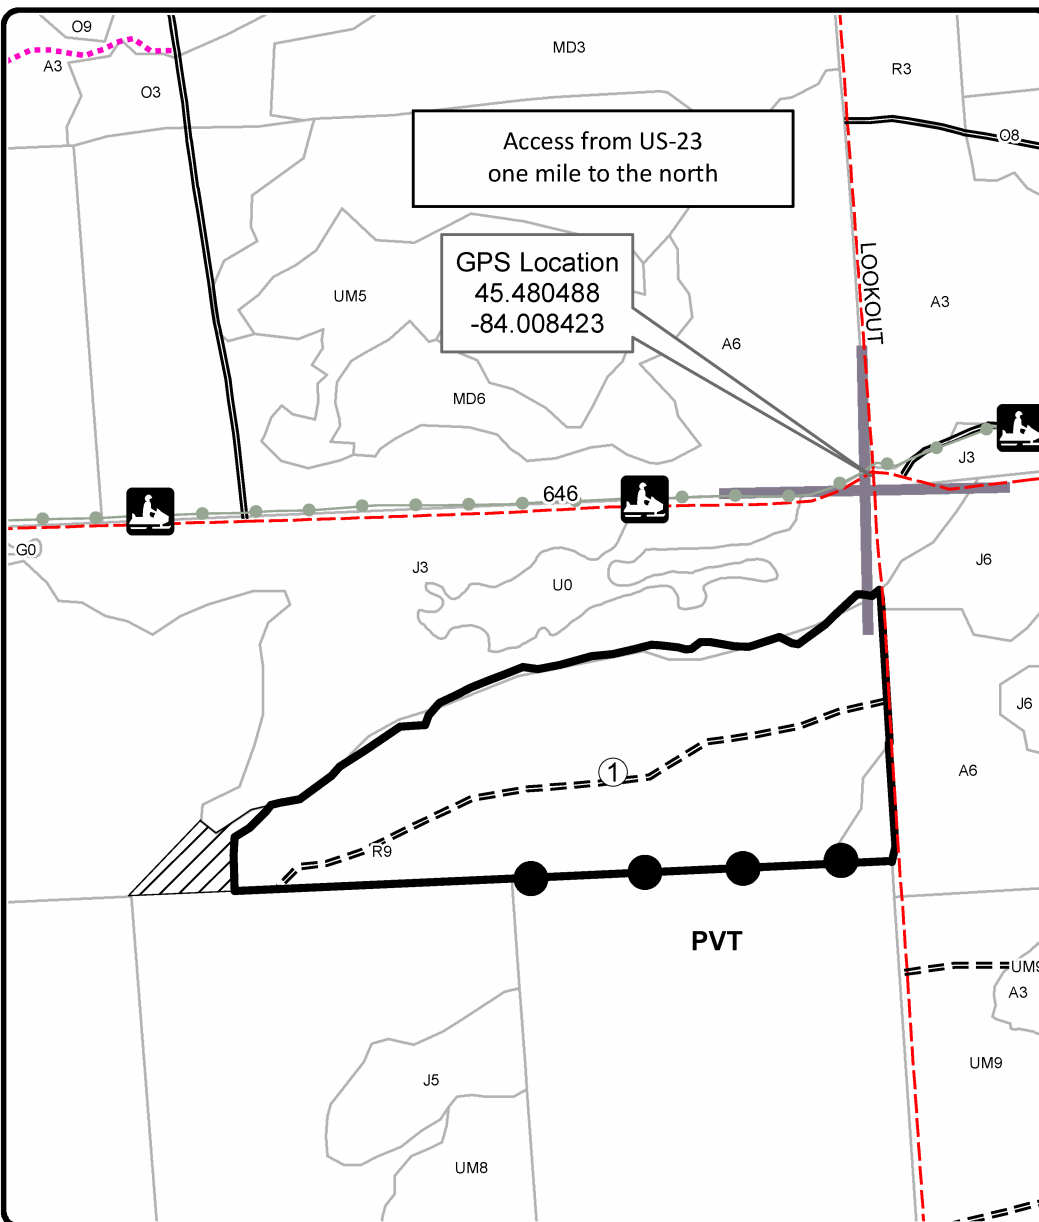 O9
MD3
A3
R3
O3
O8
Access from US-23
one mile to the north
LOOKOUT
GPS Location
45.480488
-84.008423
UM5
A3
A6
MD6
J3
646
G0
J3
U0
J6
J6
1
A6
R9
PVT
UM9
A3
UM9
J5
UM8